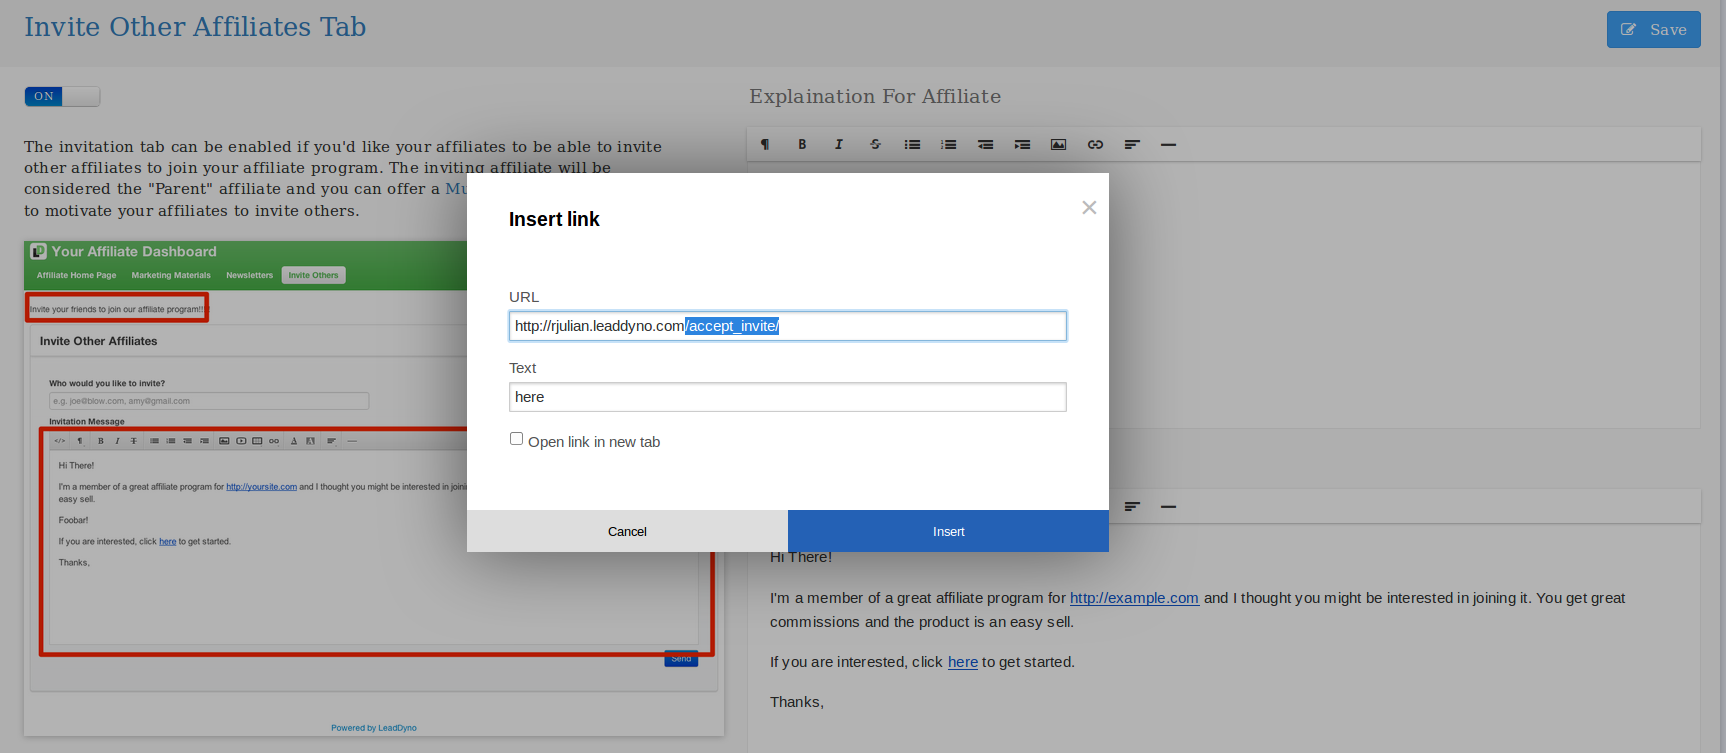 Invite Other Affiliates Tab
Save
ON
The invitation tab can be enabled if you'd like your affiliates to be able to invite
other affiliates to join your affiliate program. The inviting affiliate will be
considered the "Parent" affiliate and you can offer a Mu
to motivate your affiliates to invite others.
Your Affiliate Dashboard
Affiliate Home Page Marketing Materials Newsletters Invite Others
Invite your friends to join our affiliate program!!!
Invite Other Affiliates
Who would you like to invite?
e.g. joe@blow.com, amy@gmail.com
Invitation Message
Hi There!
I'm a member of a great affiliate program for http://yoursite.com and I thought you might be interested in joini
easy sell.
Foobar!
If you are interested, click here to get started.
Thanks,
Send
Powered by LeadDyno
Insert link
×
URL
http://rjulian.leaddyno.com/accept_invite/
Text
here
Open link in new tab
Cancel
Insert
Explaination For Affiliate
Hi There!
I'm a member of a great affiliate program for http://example.com and I thought you might be interested in joining it. You get great
commissions and the product is an easy sell.
If you are interested, click here to get started.
Thanks,